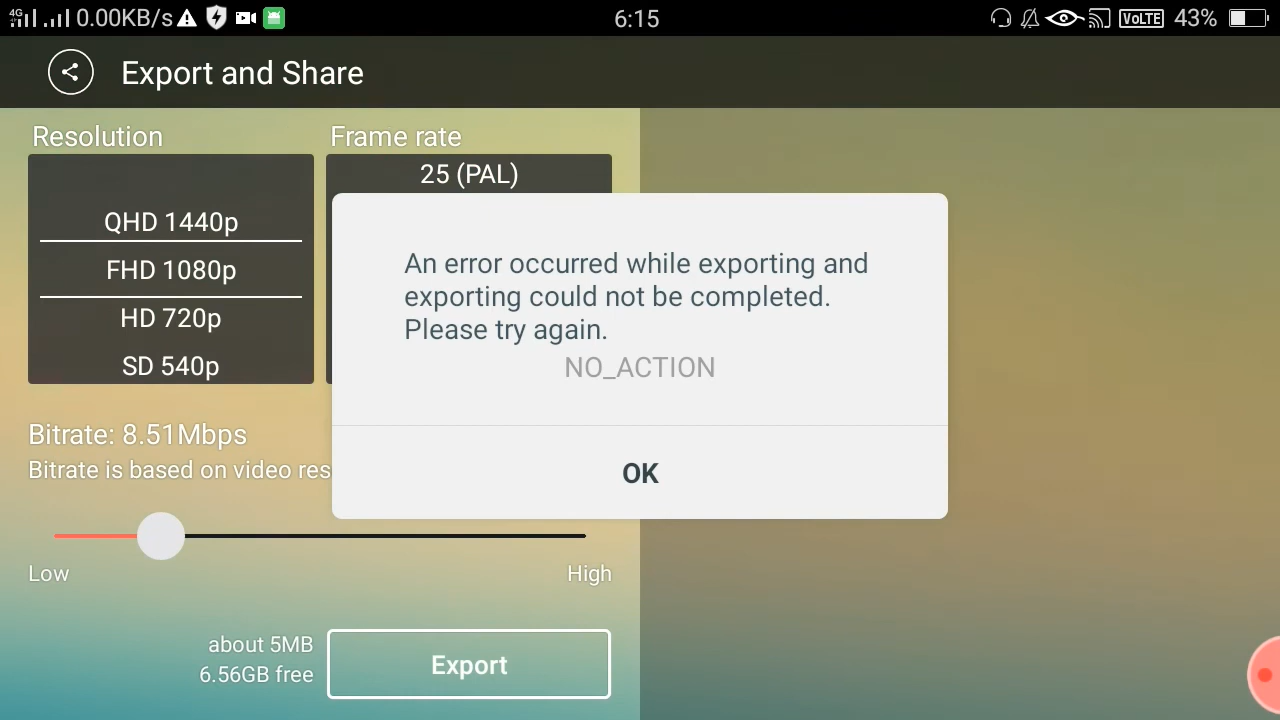 4G 0.00KB/s 6:15 VoLTE 43%
Export and Share
Resolution
Frame rate
QHD 1440p
FHD 1080p
HD 720p
SD 540p
25 (PAL)
An error occurred while exporting and
exporting could not be completed.
Please try again.
NO_ACTION
OK
Bitrate: 8.51Mbps
Bitrate is based on video res
Low
High
about 5MB
6.56GB free
Export